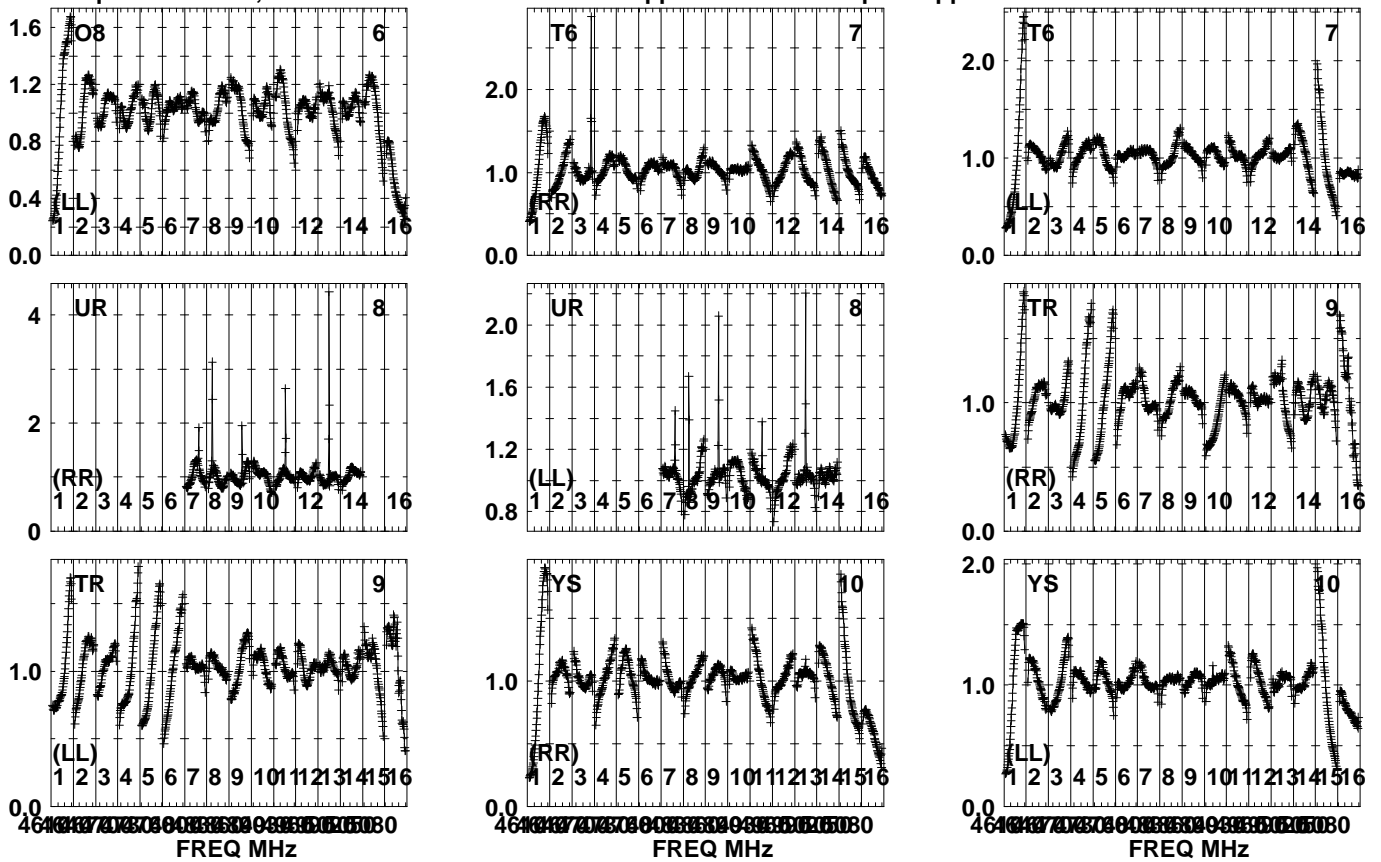 1.6 O8 6
1.2
0.8
0.4 (LL)
1 2 3 4 5 6 7 8 9 10 12 14 16
0.0
T6 7
1.0
(RR)
1 2 3 4 5 6 7 8 9 10 12 14 16
0.0
T6 7
2.0
1.0
(LL)
1 2 3 4 5 6 7 8 9 10 12 14 16
0.0
UR 8
4
2
(RR)
1 2 3 4 5 6 7 8 9 10 12 14 16
0
UR 8
2.0
1.6
1.2
(LL)
1 2 3 4 5 6 7 8 9 10 12 14 16
0.8
TR 9
1.0
(RR)
1 2 3 4 5 6 7 8 9 10 12 14 16
0.0
TR 9
1.0
(LL)
1 2 3 4 5 6 7 8 9 10 11 12 13 14 15 16
0.0
YS 10
1.0
(RR)
1 2 3 4 5 6 7 8 9 10 11 12 13 14 15 16
0.0
FREQ MHz
2.0 YS 10
1.0
(LL)
1 2 3 4 5 6 7 8 9 10 11 12 13 14 15 16
0.0
FREQ MHz
FREQ MHz